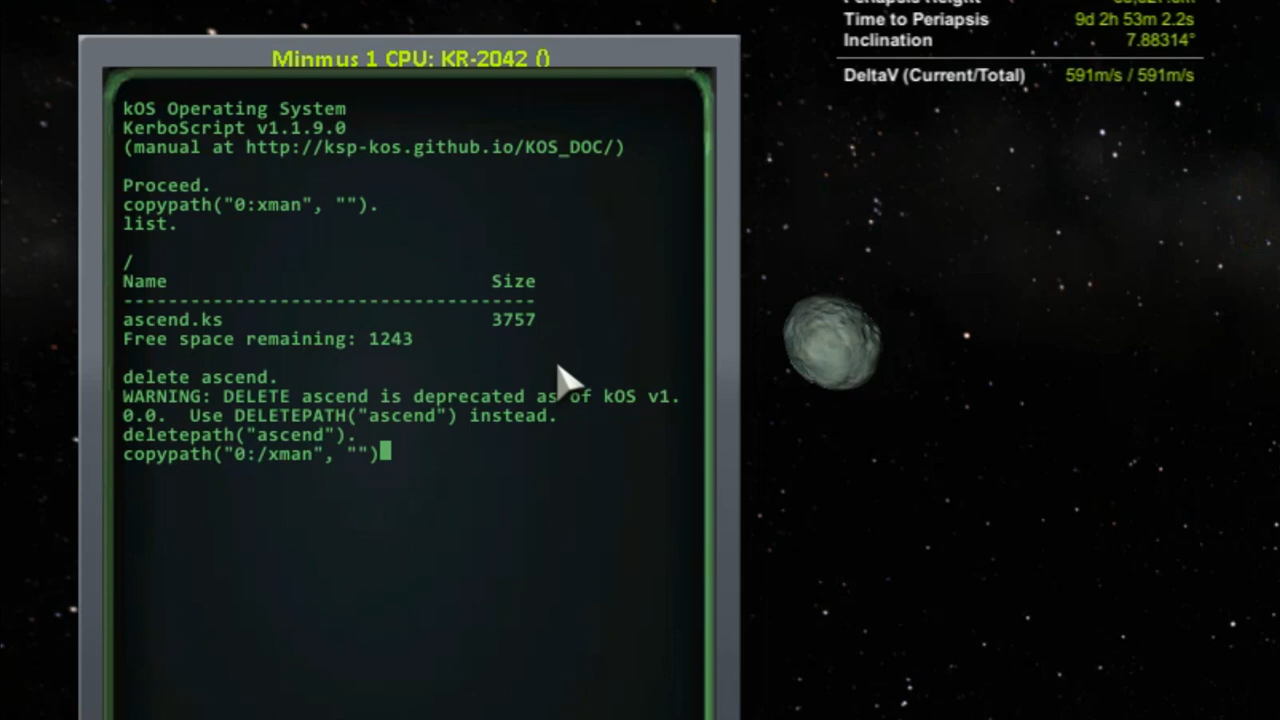 Time to Periapsis 9d 2h 53m 2.2s
Inclination 7.88314°
DeltaV (Current/Total) 591m/s / 591m/s
Minmus 1 CPU: KR-2042 ()
kOS Operating System
KerboScript v1.1.9.0
(manual at http://ksp-kos.github.io/KOS_DOC/)
Proceed.
copypath("0:xman", "").
list.
/
Name Size
-------------------------------------
ascend.ks 3757
Free space remaining: 1243
delete ascend.
WARNING: DELETE ascend is deprecated as of kOS v1.
0.0.  Use DELETEPATH("ascend") instead.
deletepath("ascend").
copypath("0:/xman", "")